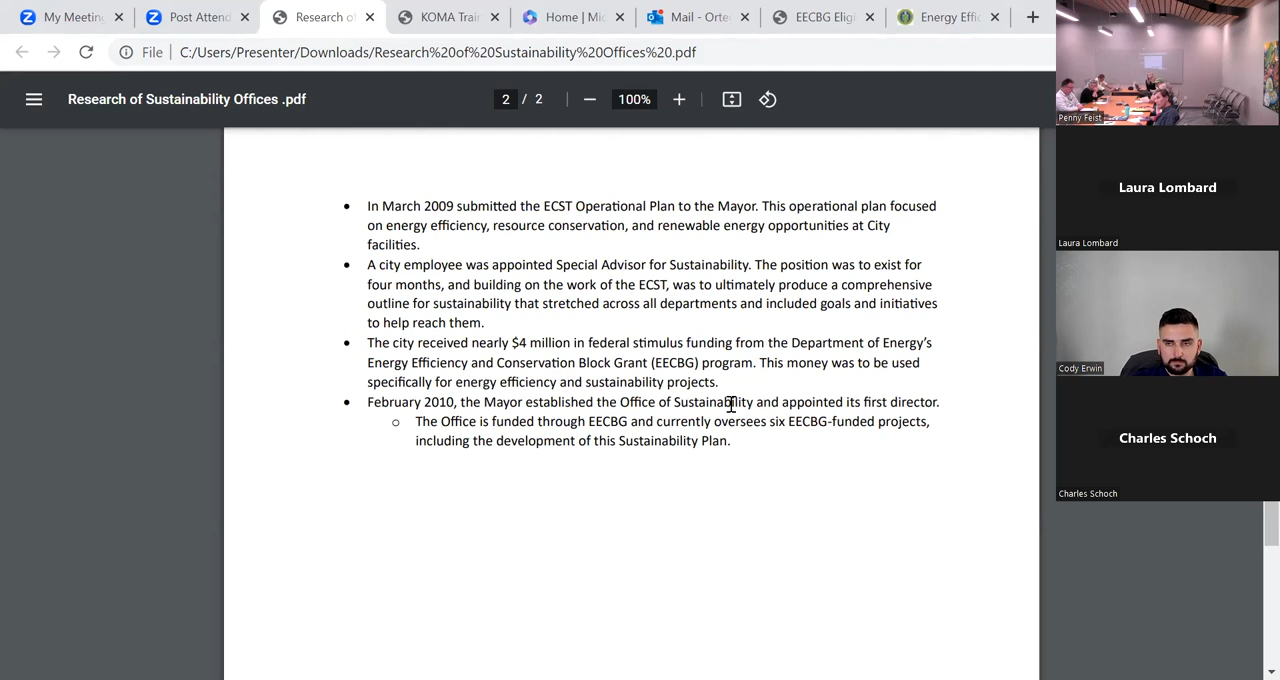 My Meeting
Post Attend
Research of
KOMA Train
Home | Mic
Mail - Orte
EECBG Elig
Energy Effic
File
C:/Users/Presenter/Downloads/Research%20of%20Sustainability%20Offices%20.pdf
Research of Sustainability Offices .pdf
2 / 2
100%
• In March 2009 submitted the ECST Operational Plan to the Mayor. This operational plan focused
on energy efficiency, resource conservation, and renewable energy opportunities at City
facilities.
• A city employee was appointed Special Advisor for Sustainability. The position was to exist for
four months, and building on the work of the ECST, was to ultimately produce a comprehensive
outline for sustainability that stretched across all departments and included goals and initiatives
to help reach them.
• The city received nearly $4 million in federal stimulus funding from the Department of Energy’s
Energy Efficiency and Conservation Block Grant (EECBG) program. This money was to be used
specifically for energy efficiency and sustainability projects.
• February 2010, the Mayor established the Office of Sustainability and appointed its first director.
o The Office is funded through EECBG and currently oversees six EECBG-funded projects,
including the development of this Sustainability Plan.
Penny Feist
Laura Lombard
Laura Lombard
Cody Erwin
Charles Schoch
Charles Schoch